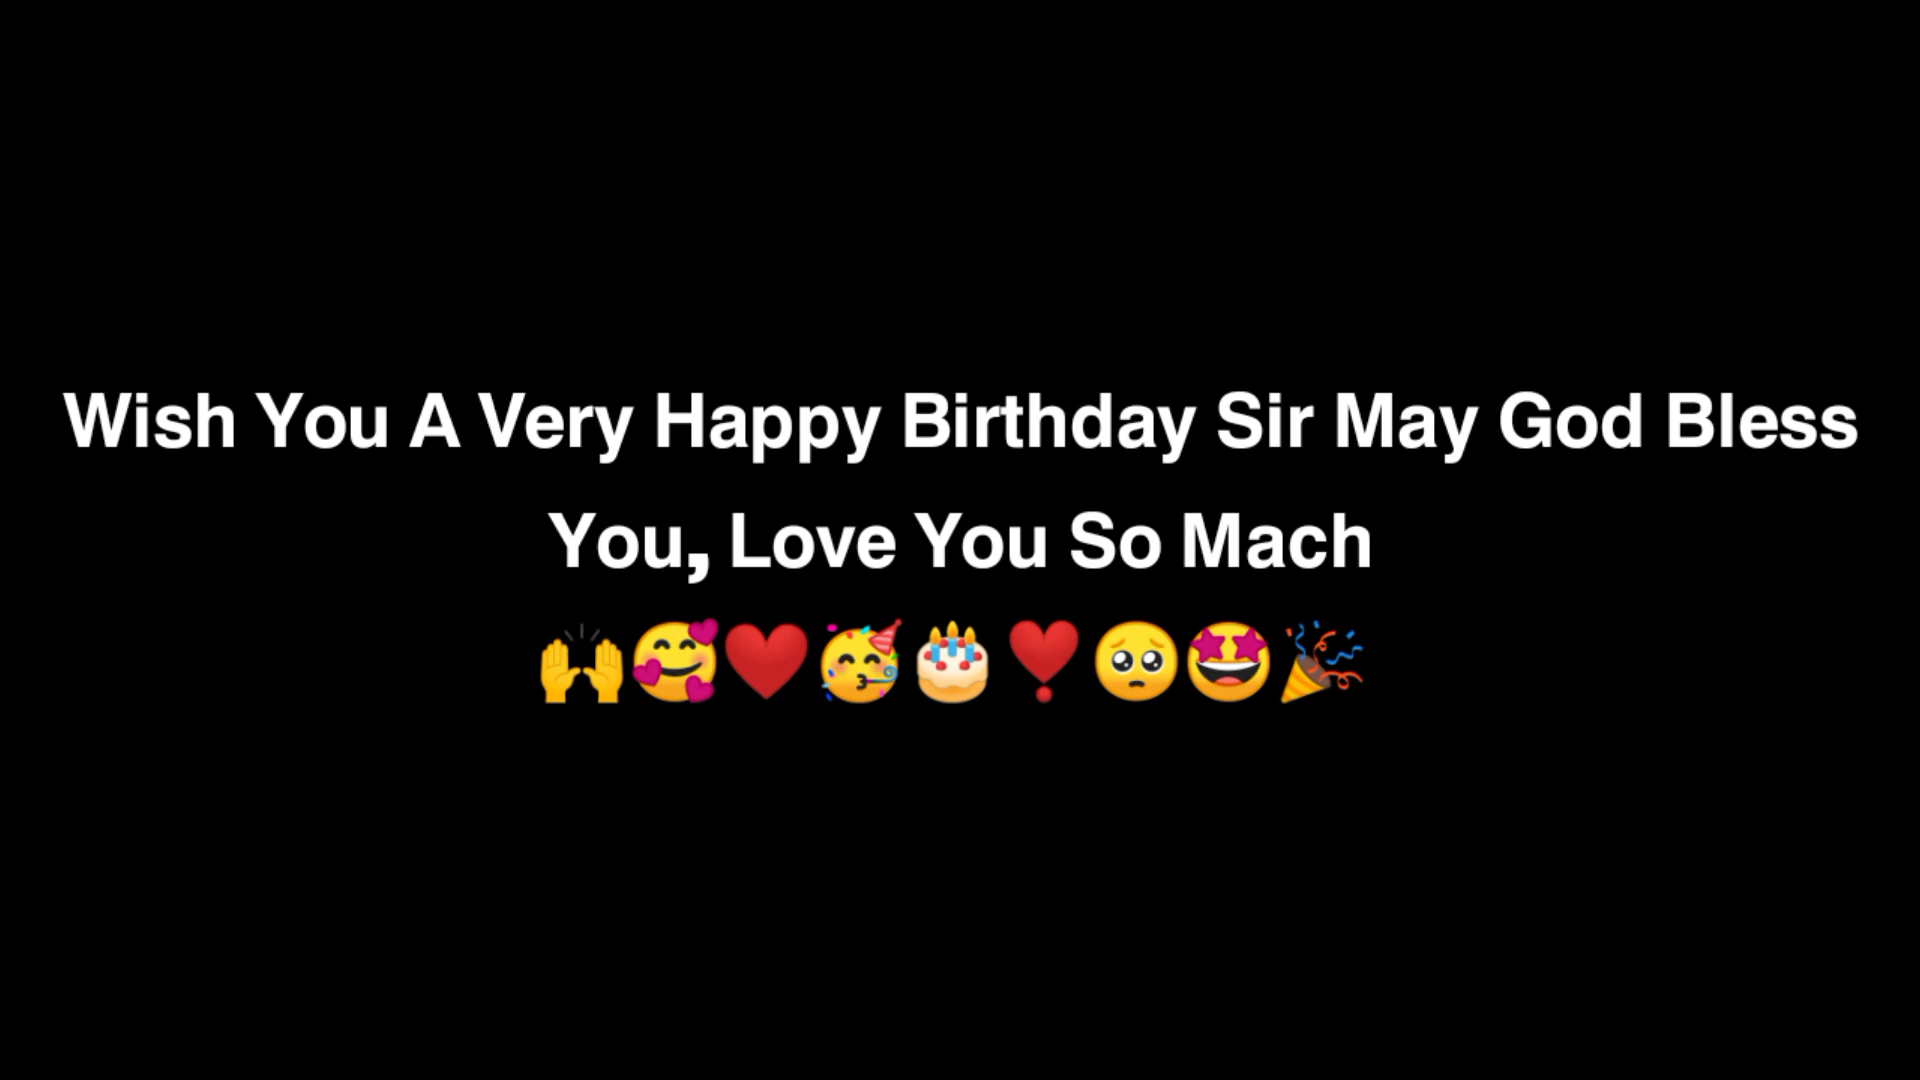 Wish You A Very Happy Birthday Sir May God Bless
You, Love You So Mach
🙌🥰❤️🥳🎂❣️🥺🤩🎉